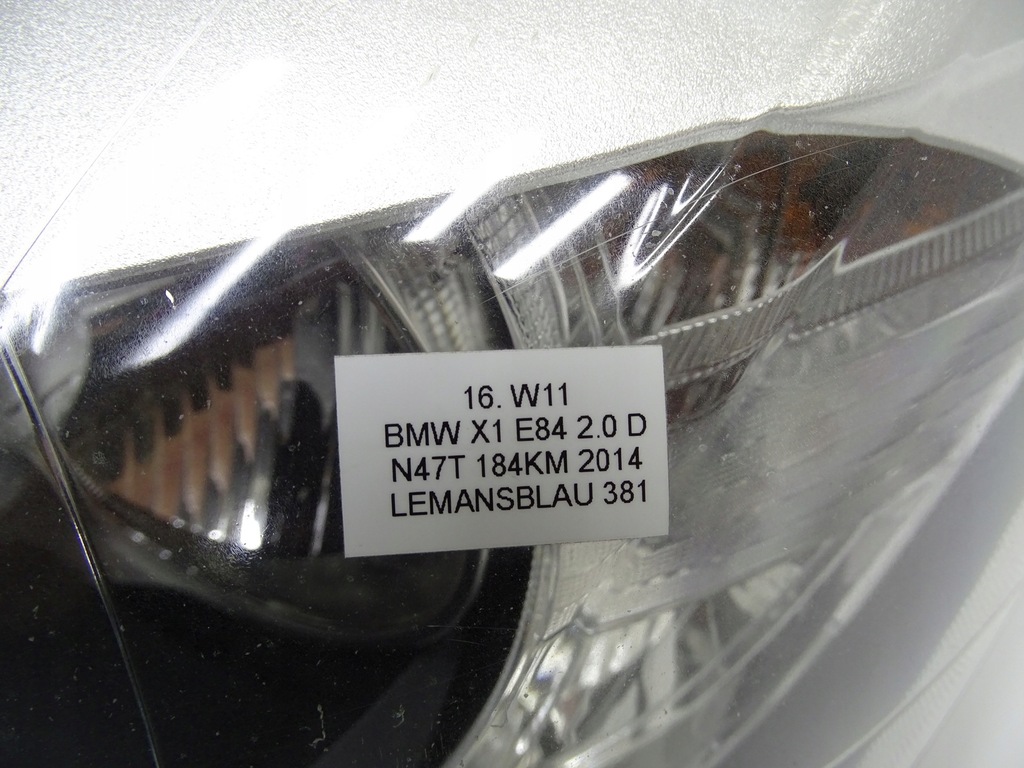 16. W11
BMW X1 E84 2.0 D
N47T 184KM 2014
LEMANSBLAU 381